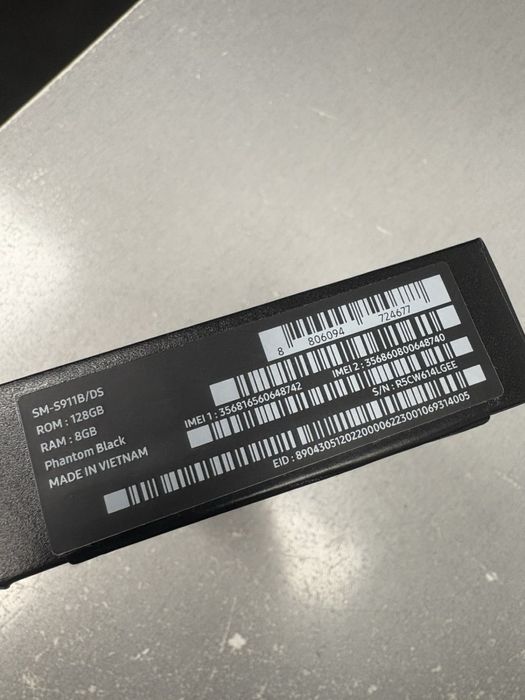 SM-S911B/DS
ROM : 128GB
RAM : 8GB
Phantom Black
MADE IN VIETNAM
8 806094 724677
IMEI 1 : 356816560648742
IMEI 2 : 356860800648740
S/N : R5CW614LGEE
EID : 89043051202200006223001069314005